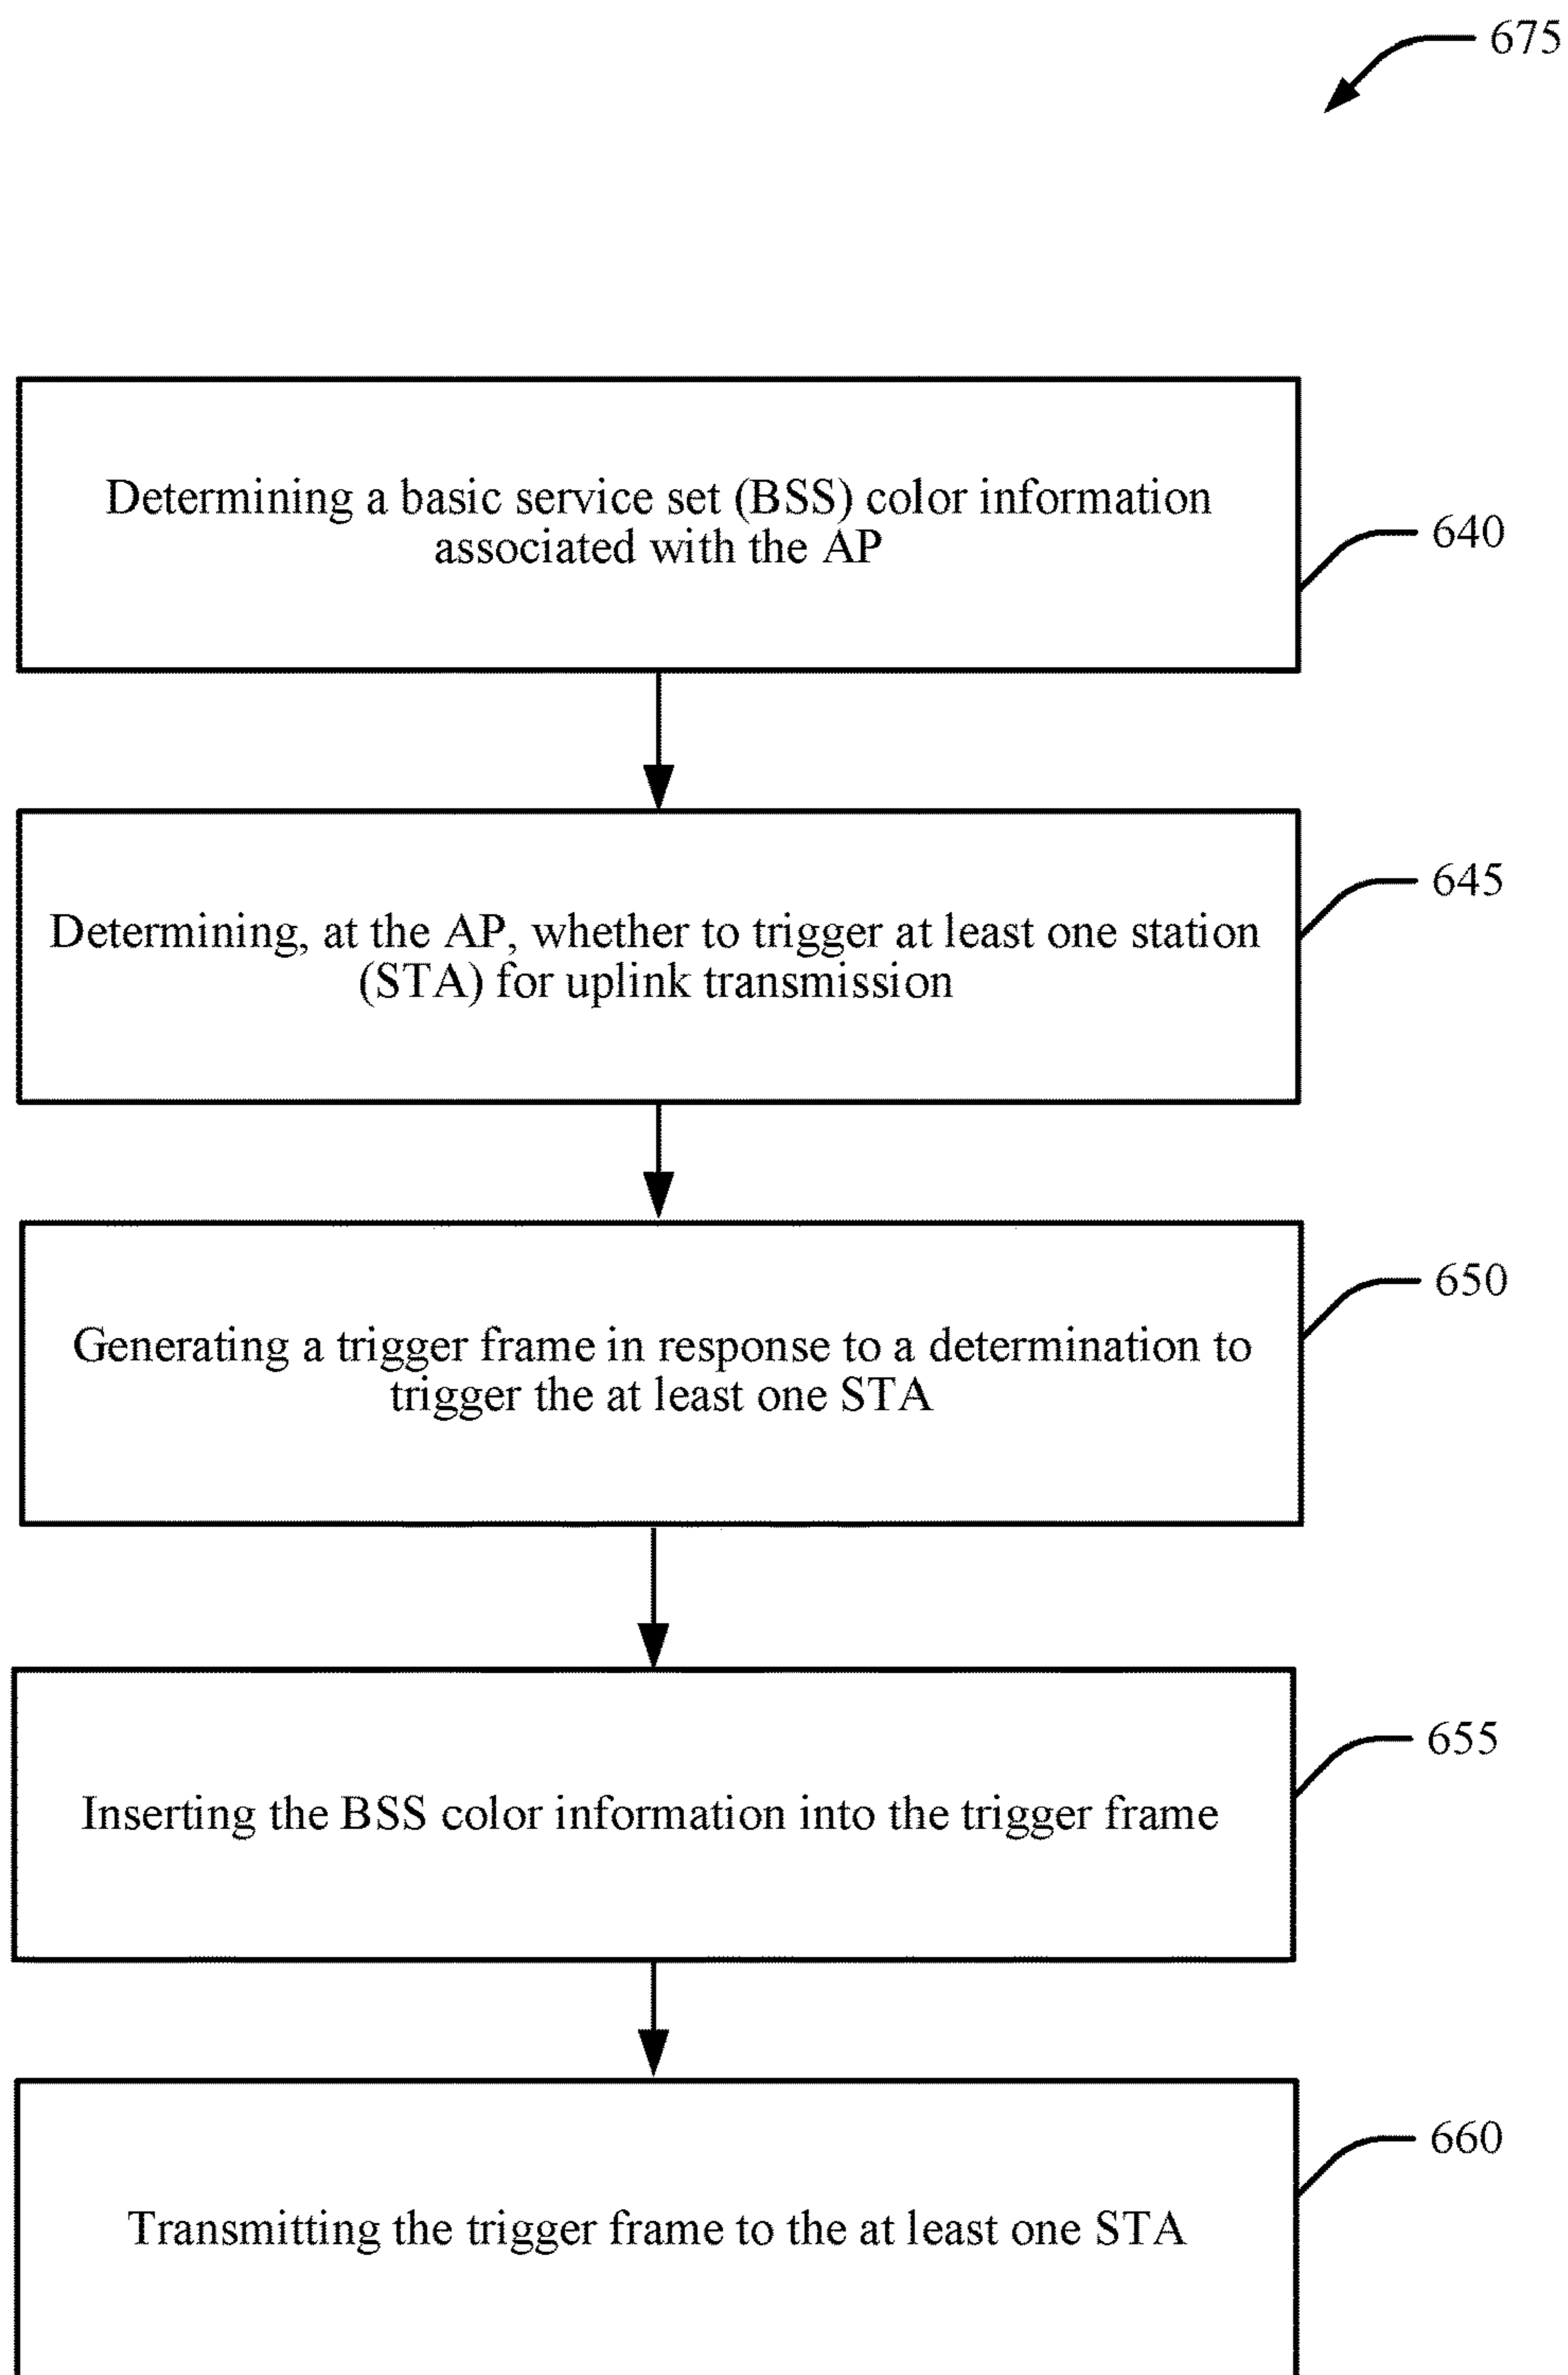 675
Determining a basic service set (BSS) color information
associated with the AP
640
Determining, at the AP, whether to trigger at least one station
(STA) for uplink transmission
645
Generating a trigger frame in response to a determination to
trigger the at least one STA
650
Inserting the BSS color information into the trigger frame
655
Transmitting the trigger frame to the at least one STA
660